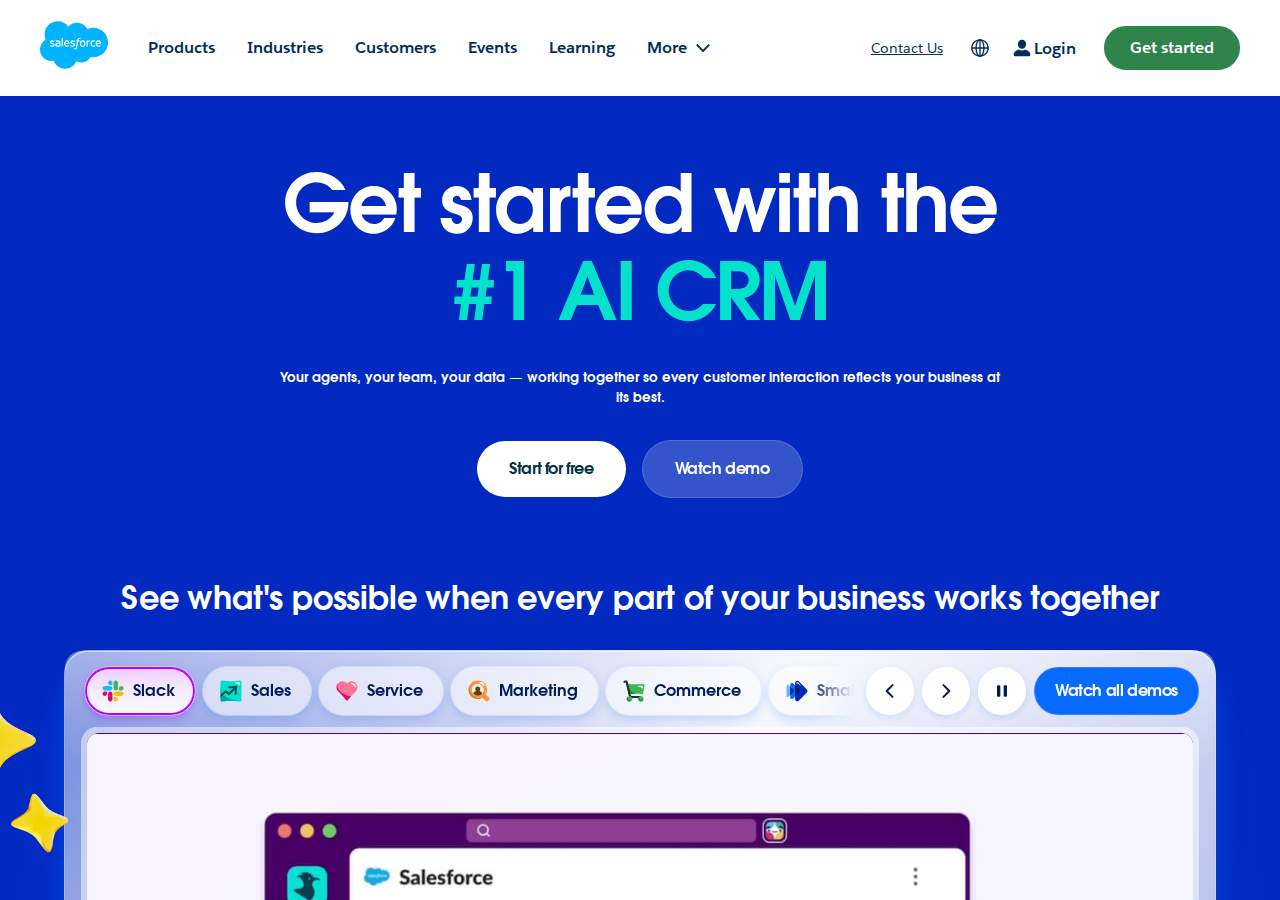 salesforce
Products
Industries
Customers
Events
Learning
More
Contact Us
Login
Get started
Get started with the
#1 AI CRM
Your agents, your team, your data — working together so every customer interaction reflects your business at
its best.
Start for free
Watch demo
See what's possible when every part of your business works together
Slack
Sales
Service
Marketing
Commerce
Sma
Watch all demos
Salesforce